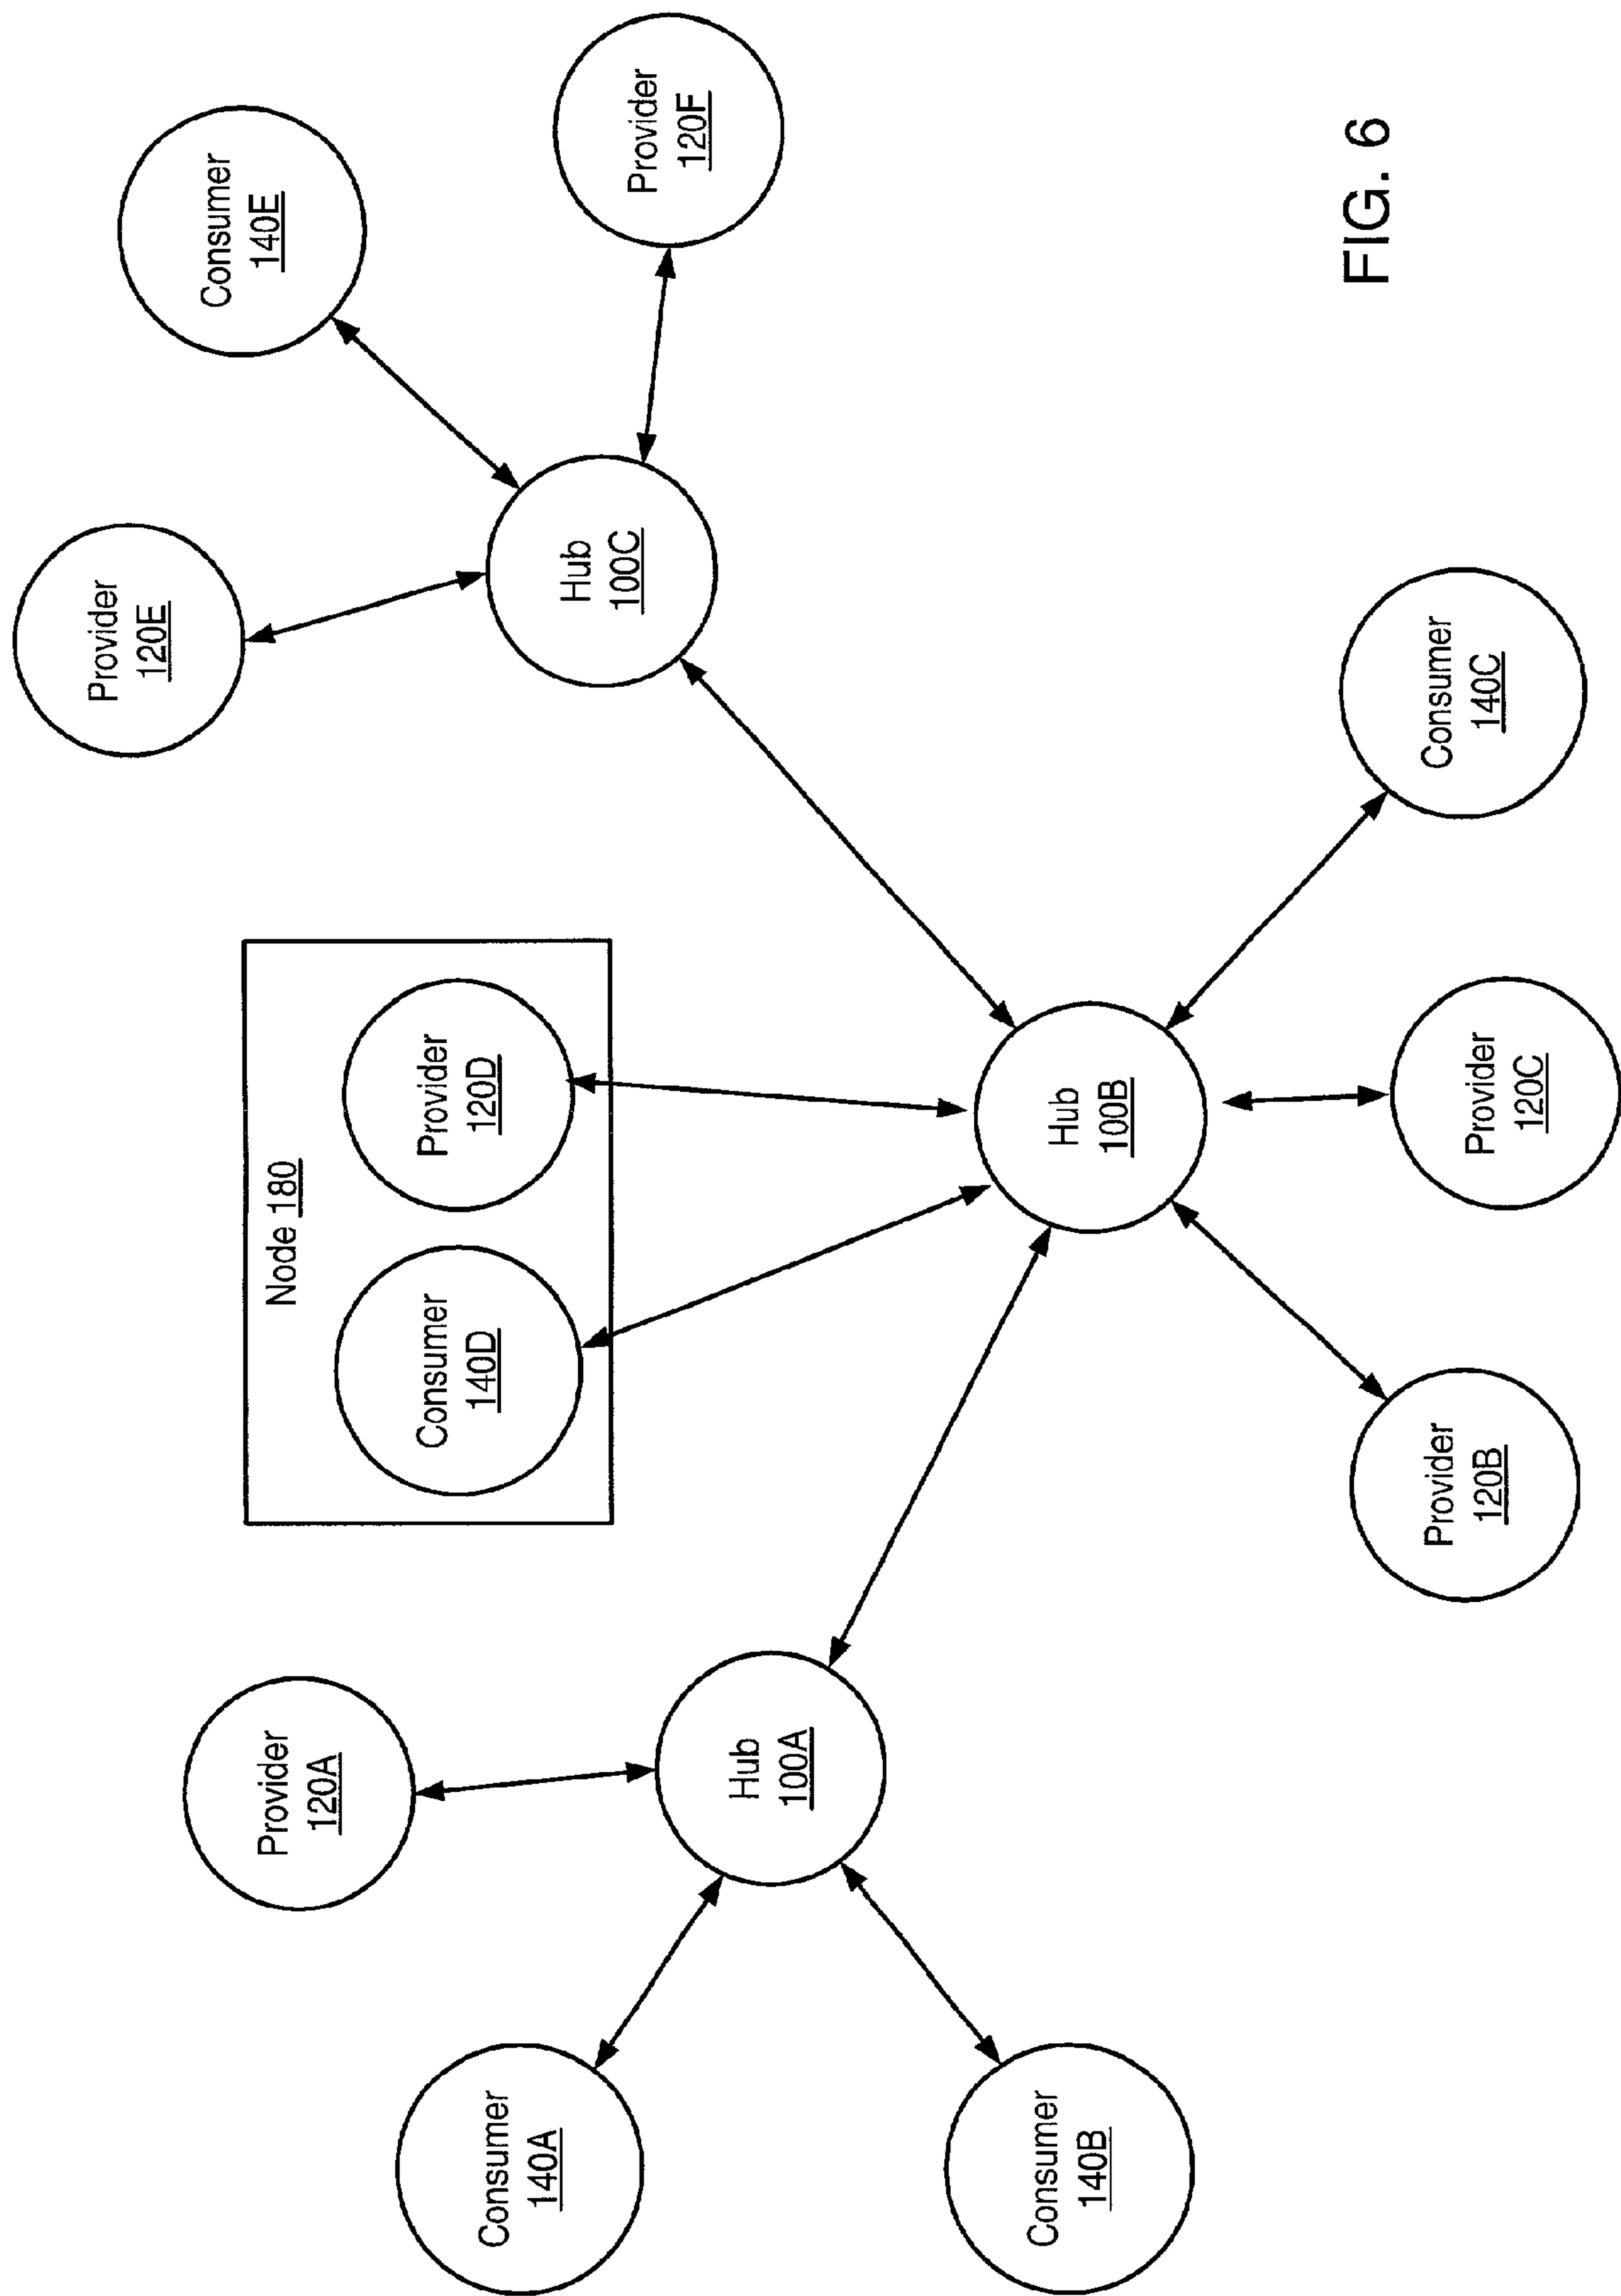 Provider
120E
Consumer
140E
Provider
120F
Hub
100C
Node 180
Consumer
140D
Provider
120D
Provider
120A
Hub
100A
Consumer
140A
Consumer
140B
Hub
100B
Provider
120B
Provider
120C
Consumer
140C
FIG. 6